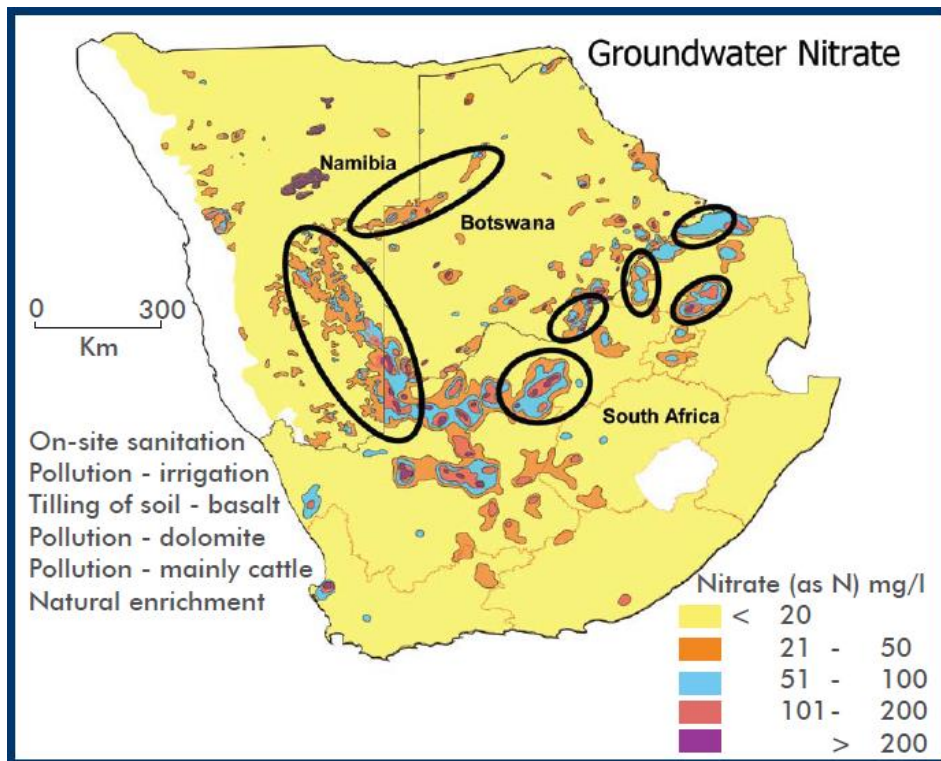 Groundwater Nitrate
Namibia
Botswana
0 300
Km
South Africa
On-site sanitation
Pollution - irrigation
Tilling of soil - basalt
Pollution - dolomite
Pollution - mainly cattle
Natural enrichment
Nitrate (as N) mg/l
< 20
21 - 50
51 - 100
101 - 200
> 200